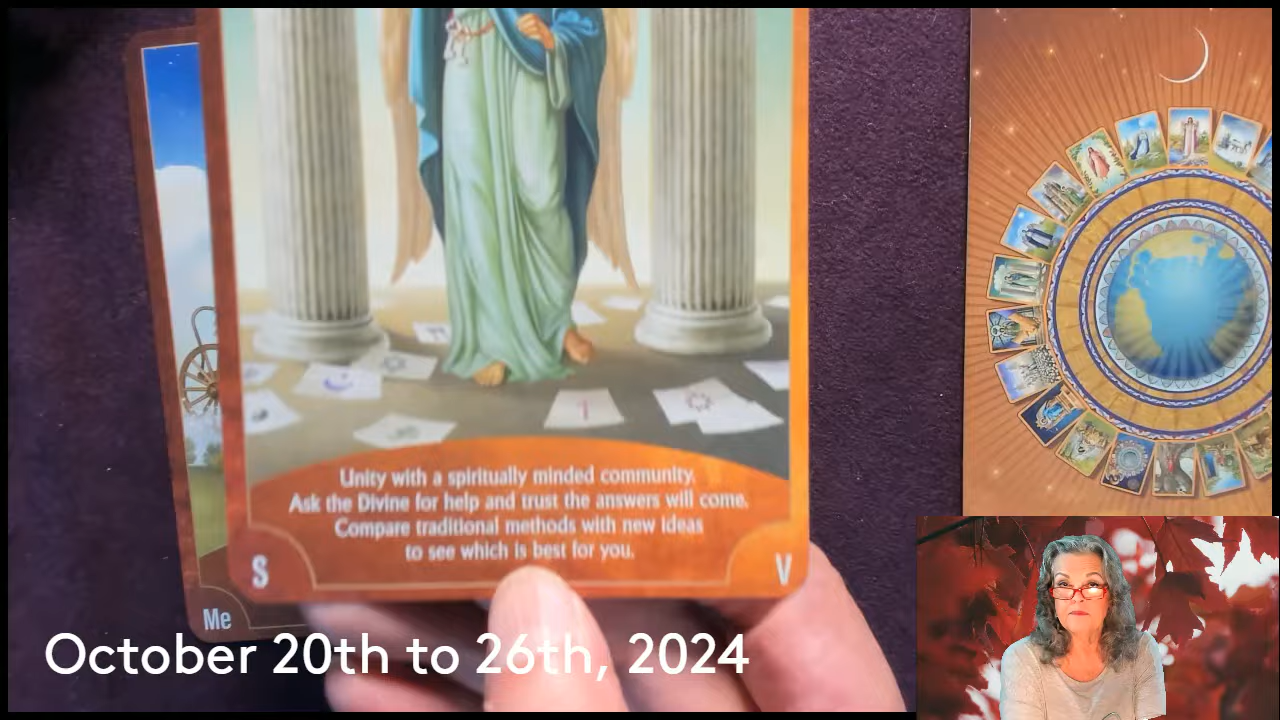 Unity with a spiritually minded community.
Ask the Divine for help and trust the answers will come.
Compare traditional methods with new ideas
to see which is best for you.
S
V
Me
October 20th to 26th, 2024